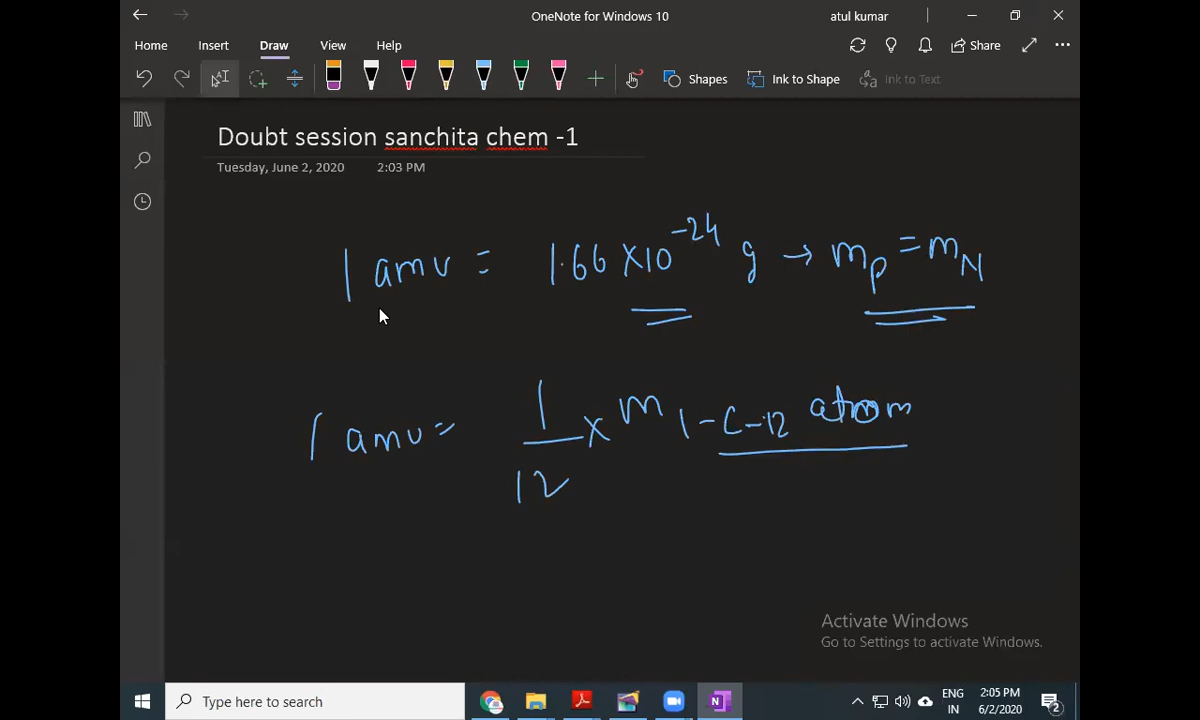 OneNote for Windows 10
atul kumar
Home Insert Draw View Help
Share
Shapes
Ink to Shape
Ink to Text
Doubt session sanchita chem -1
Tuesday, June 2, 2020 2:03 PM
1 amu = 1.66 × 10⁻²⁴ g → mₚ = m_N
1 amu = 1/12 × m 1-C-12 atom
Activate Windows
Go to Settings to activate Windows.
Type here to search
ENG
IN
2:05 PM
6/2/2020
2